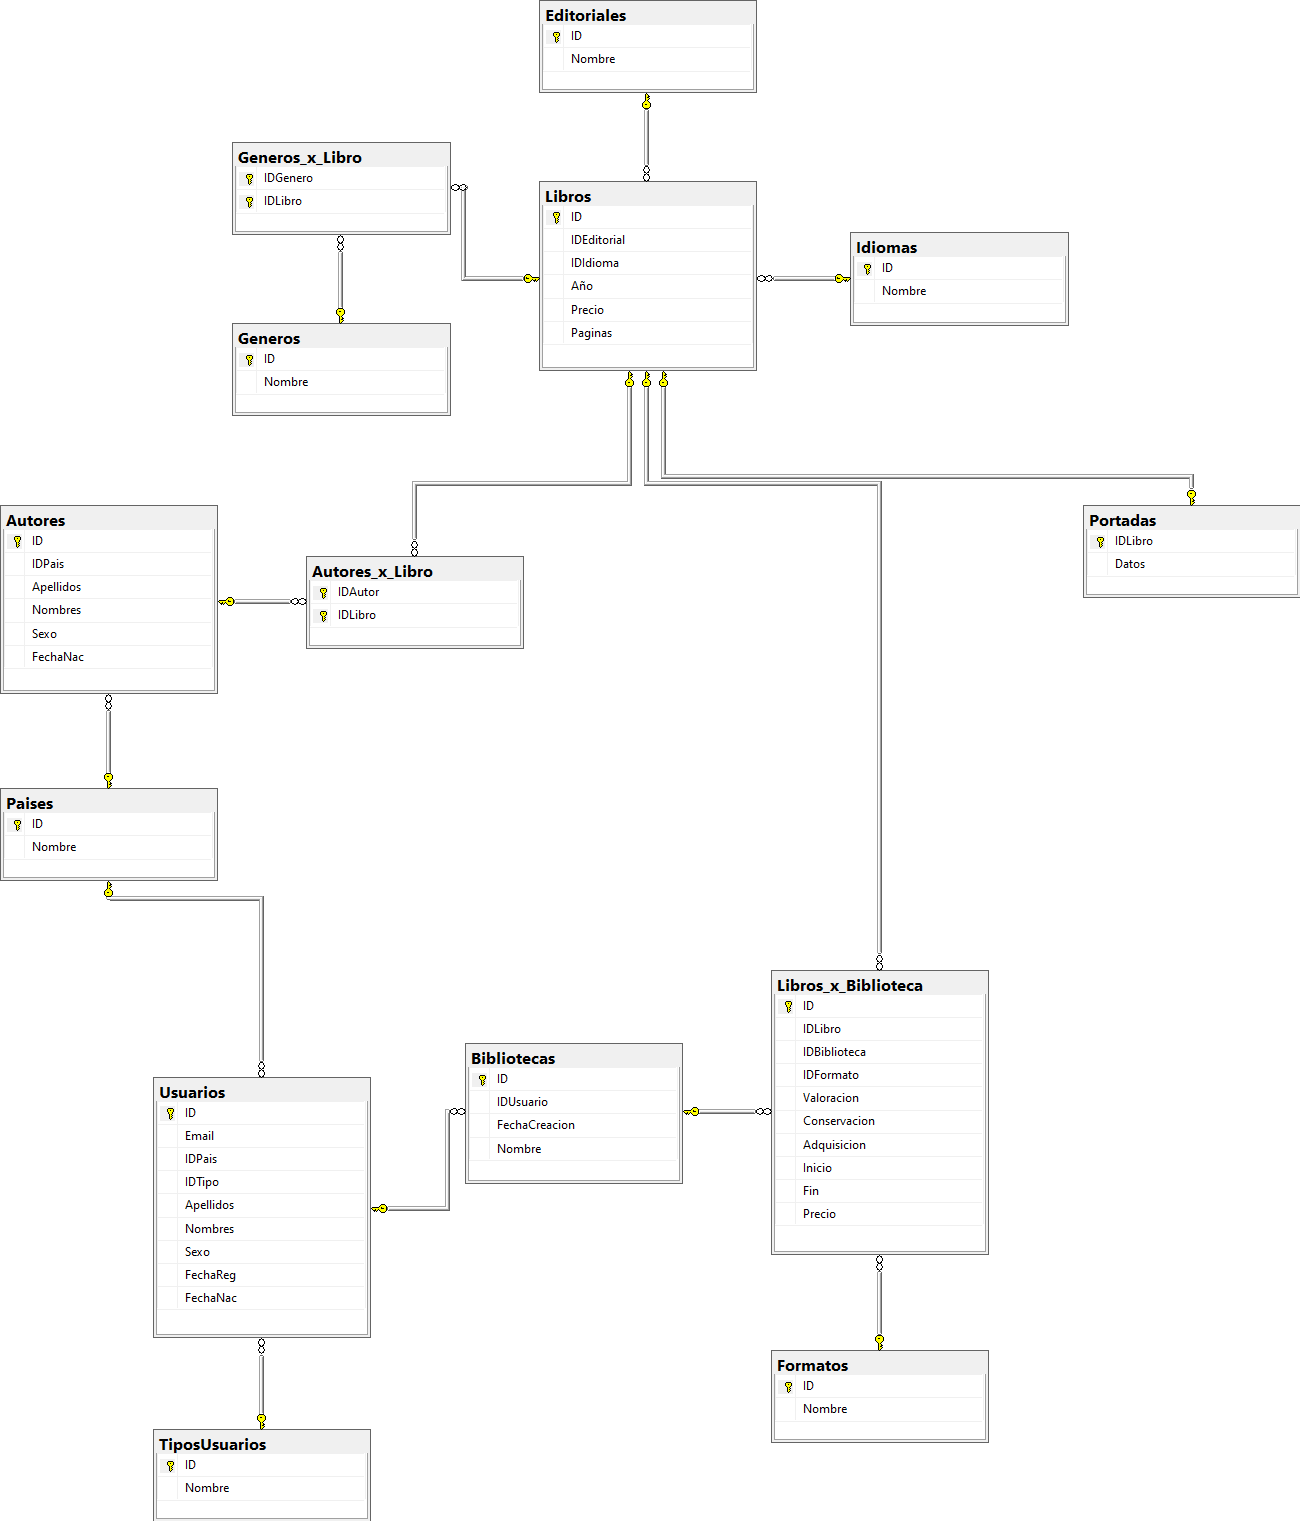 Editoriales
ID
Nombre
Generos_x_Libro
IDGenero
IDLibro
Libros
ID
IDEditorial
IDIdioma
Año
Precio
Paginas
Idiomas
ID
Nombre
Generos
ID
Nombre
Autores
ID
IDPais
Apellidos
Nombres
Sexo
FechaNac
Autores_x_Libro
IDAutor
IDLibro
Portadas
IDLibro
Datos
Paises
ID
Nombre
Libros_x_Biblioteca
ID
IDLibro
IDBiblioteca
IDFormato
Valoracion
Conservacion
Adquisicion
Inicio
Fin
Precio
Bibliotecas
ID
IDUsuario
FechaCreacion
Nombre
Usuarios
ID
Email
IDPais
IDTipo
Apellidos
Nombres
Sexo
FechaReg
FechaNac
Formatos
ID
Nombre
TiposUsuarios
ID
Nombre